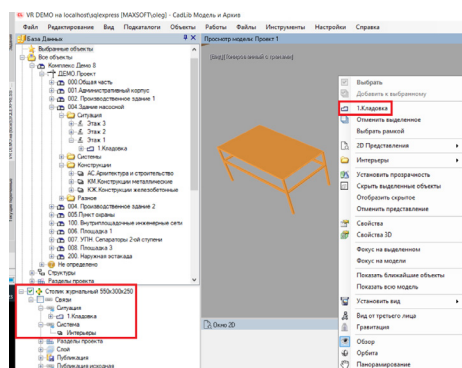 VR DEMO на localhost\sqlexpress [MAXSOFT\oleg] - CadLib Модель и Архив
Файл Редактирование Вид Подкаталоги Объекты Работы Файлы Инструменты Настройки Справка
База Данных
Избранные объекты
Все объекты
Комплекс Демо 8
ДЕМО. Проект
000.Общая часть
001.Административный корпус
002. Производственное здание 1
004.Здание насосной
Ситуация
Этаж 3
Этаж 2
Этаж 1
1.Кладовка
Системы
Конструкции
АС.Архитектура и строительство
КМ.Конструкции металлические
КЖ.Конструкции железобетонные
Разное
004. Производственное здание 2
005.Пункт охраны
100. Внутриплощадочные инженерные сети
006. Площадка 1
007. УПН. Сепараторы 2-ой ступени
008. Площадка 3
200. Наружная эстакада
Не определено
Структуры
Разделы проекта
Столик журнальный 550x300x250
Связи
Ситуация
1.Кладовка
Система
Интерьеры
Разделы проекта
Слой
Публикация
Публикация исходная
Просмотр модели: Проект 1
Окно 2D
Выбрать
Добавить к выбранному
1.Кладовка
Отменить выделенное
Выбрать рамкой
2D Представления
Интерьеры
Установить прозрачность
Скрыть выделенные объекты
Отобразить скрытое
Отменить представление
Свойства
Свойства 3D
Фокус на выделенном
Фокус на модели
Показать ближайшие объекты
Показать всю модель
Установить вид
Вид от третьего лица
Гравитация
Обзор
Орбита
Панорамирование